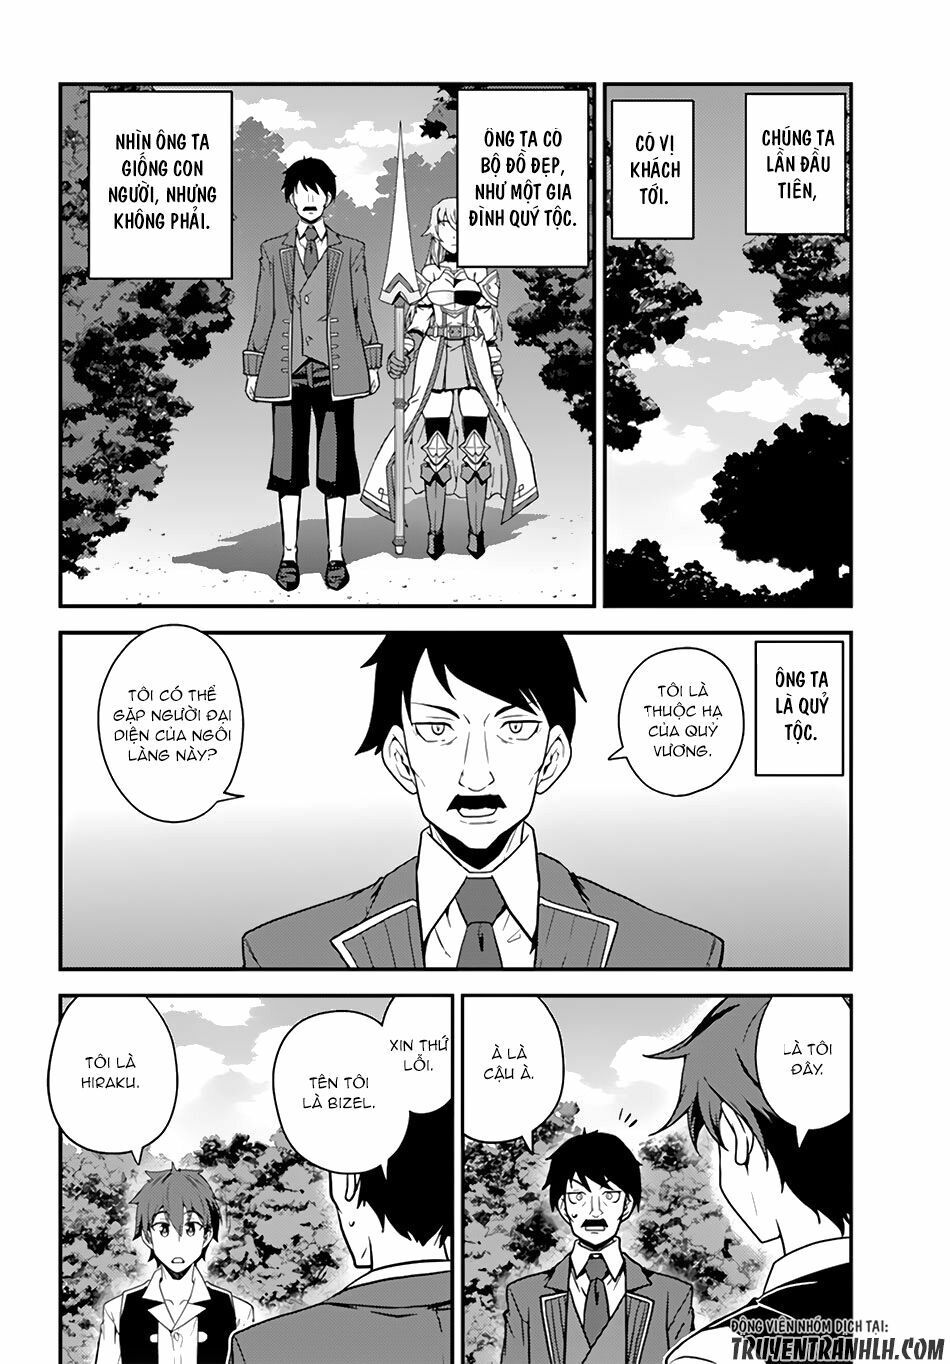 CHÚNG TA
LẦN ĐẦU
TIÊN,
CÓ VỊ
KHÁCH
TỚI.
ÔNG TA CÓ
BỘ ĐỒ ĐẸP,
NHƯ MỘT GIA
ĐÌNH QUÝ TỘC.
NHÌN ÔNG TA
GIỐNG CON
NGƯỜI, NHƯNG
KHÔNG PHẢI.
ÔNG TA
LÀ QUỶ
TỘC.
TÔI LÀ
THUỘC HẠ
CỦA QUỶ
VƯƠNG.
TÔI CÓ THỂ
GẶP NGƯỜI ĐẠI
DIỆN CỦA NGÔI
LÀNG NÀY?
LÀ TÔI
ĐÂY.
À LÀ
CẬU À.
XIN THỨ
LỖI.
TÊN TÔI
LÀ BIZEL.
TÔI LÀ
HIRAKU.
ĐỘNG VIÊN NHÓM DỊCH TẠI:
TRUYENTRANHLH.COM